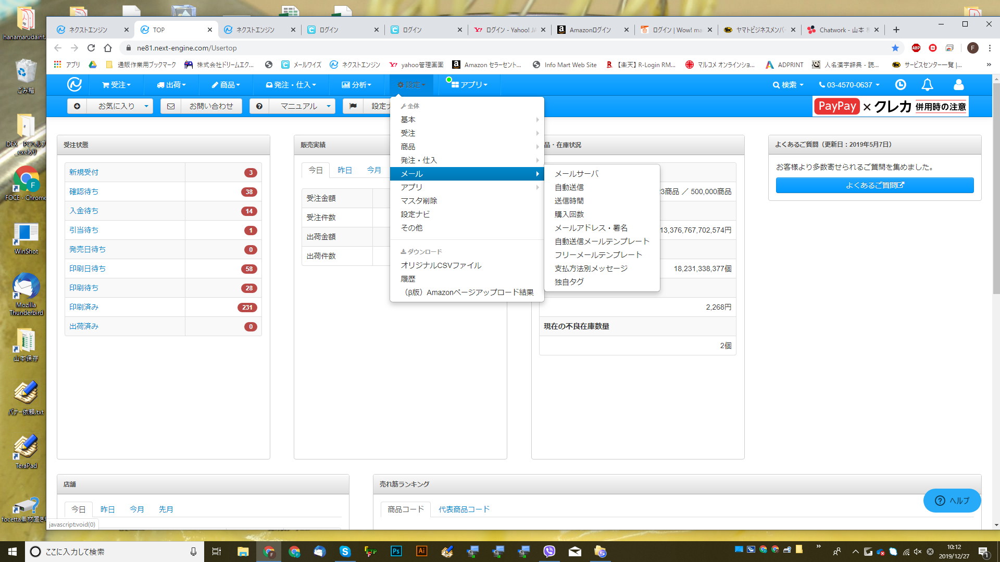 ネクストエンジン
TOP
ネクストエンジン
ログイン
ログイン
ログイン - Yahoo! JA
Amazonログイン
ログイン | Wow! ma
ヤマトビジネスメンバー
Chatwork - 山本
ne81.next-engine.com/Usertop
ABP
F
アプリ
通販作業用ブックマーク
株式会社ドリームエク...
メールワイズ
ネクストエンジン
yahoo管理画面
Amazon セラーセント...
Info Mart Web Site
【楽天】R-Login RM...
マルコメ オンラインショ...
ADPRINT
人名漢字辞典 - 読...
サービスセンター一覧 |...
受注
出荷
商品
発注・仕入
分析
設定
アプリ
検索
03-4570-0637
お気に入り
お問い合わせ
マニュアル
設定ナ
PayPay×クレカ 併用時の注意
全体
基本
受注
商品
発注・仕入
メール
アプリ
マスタ削除
設定ナビ
その他
ダウンロード
オリジナルCSVファイル
履歴
（β版）Amazonページアップロード結果
メールサーバ
自動送信
送信時間
購入回数
メールアドレス・署名
自動送信メールテンプレート
フリーメールテンプレート
支払方法別メッセージ
独自タグ
受注状態
新規受付 3
確認待ち 38
入金待ち 14
引当待ち 1
発売日待ち 0
印刷日待ち 58
印刷待ち 28
印刷済み 231
出荷済み 0
販売実績
今日 昨日 今月
受注金額
受注件数
出荷金額
出荷件数
品・在庫状況
23商品 ／ 500,000商品
13,376,767,702,574円
18,231,338,377個
2,268円
現在の不良在庫数量
2個
よくあるご質問（更新日：2019年5月7日）
お客様より多数寄せられるご質問を集めました。
よくあるご質問
店舗
今日 昨日 今月 先月
売れ筋ランキング
商品コード 代表商品コード
ヘルプ
javascript:void(0)
hanamarudairit
ごみ箱
DEX PCヘルプ
_exeあり
FOCE - Chrome
WinShot
Mozilla
Thunderbird
山本保存
バナー依頼.txt
TeraPad
focetta素材置き
ここに入力して検索
10:12
2019/12/27
1